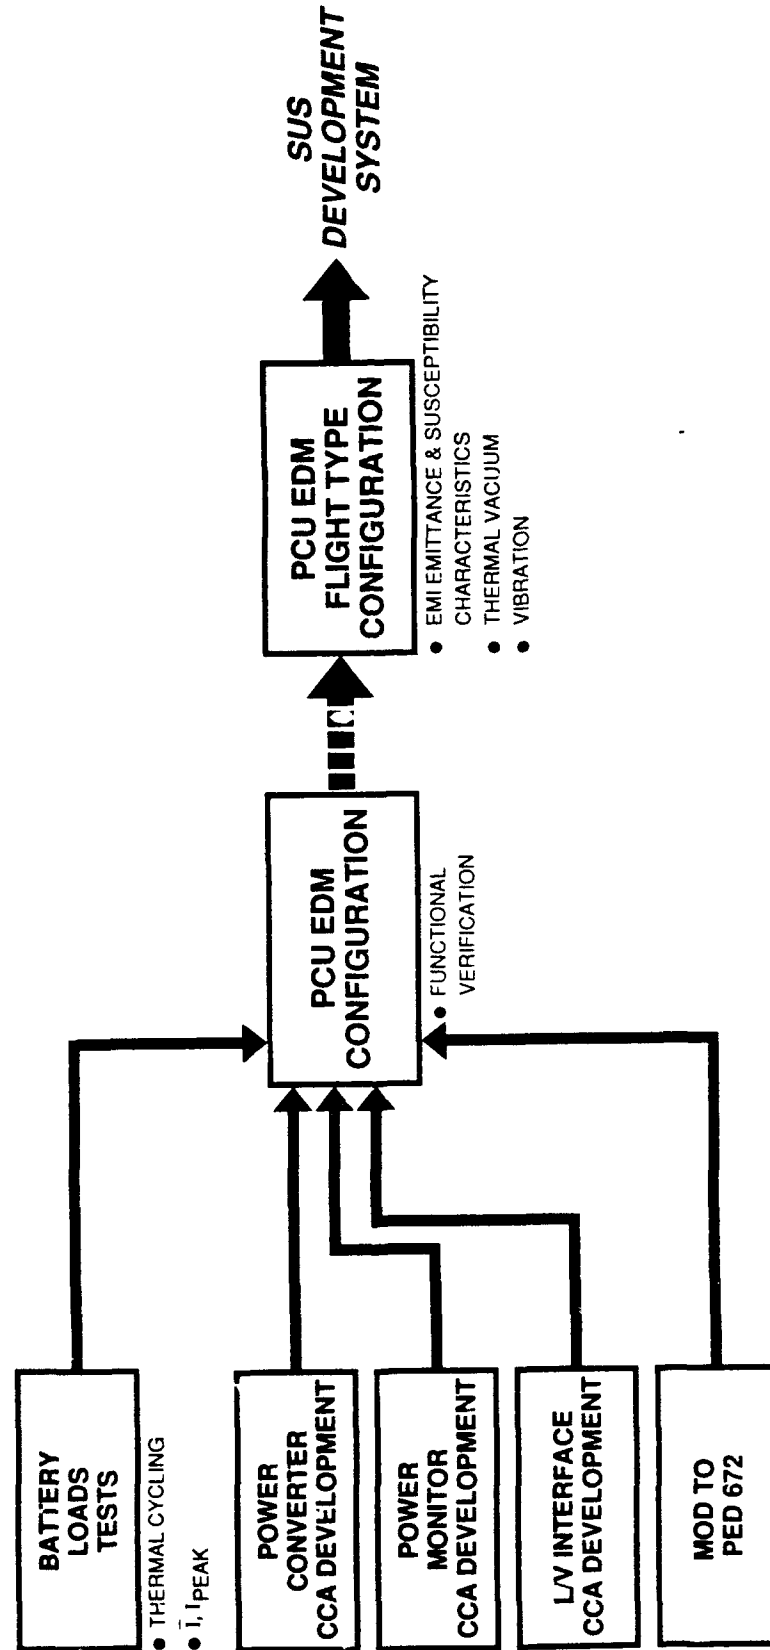 BATTERY
LOADS
TESTS
● THERMAL CYCLING
● Ī, IPEAK
POWER
CONVERTER
CCA DEVELOPMENT
POWER
MONITOR
CCA DEVELOPMENT
L/V INTERFACE
CCA DEVELOPMENT
MOD TO
PED 672
PCU EDM
CONFIGURATION
● FUNCTIONAL
VERIFICATION
PCU EDM
FLIGHT TYPE
CONFIGURATION
● EMI EMITTANCE & SUSCEPTIBILITY
CHARACTERISTICS
● THERMAL VACUUM
● VIBRATION
SUS
DEVELOPMENT
SYSTEM